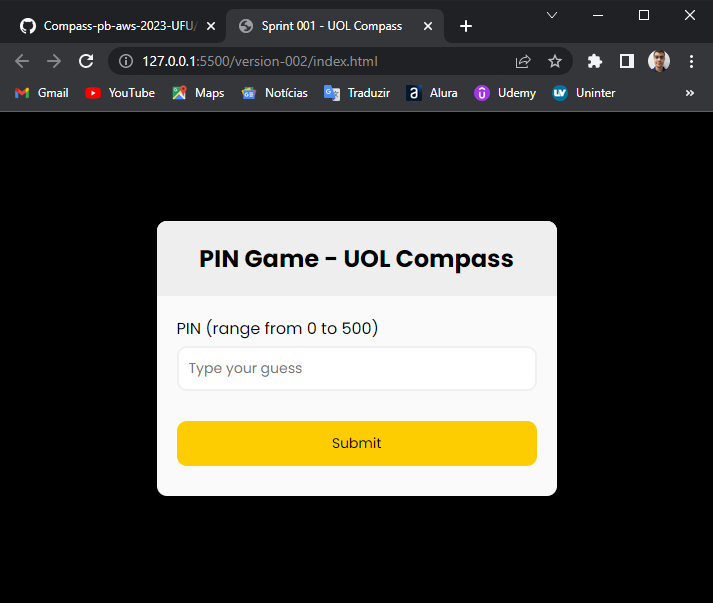 Compass-pb-aws-2023-UFU/
Sprint 001 - UOL Compass
127.0.0.1:5500/version-002/index.html
Gmail
YouTube
Maps
Notícias
Traduzir
Alura
Udemy
Uninter
PIN Game - UOL Compass
PIN (range from 0 to 500)
Type your guess
Submit